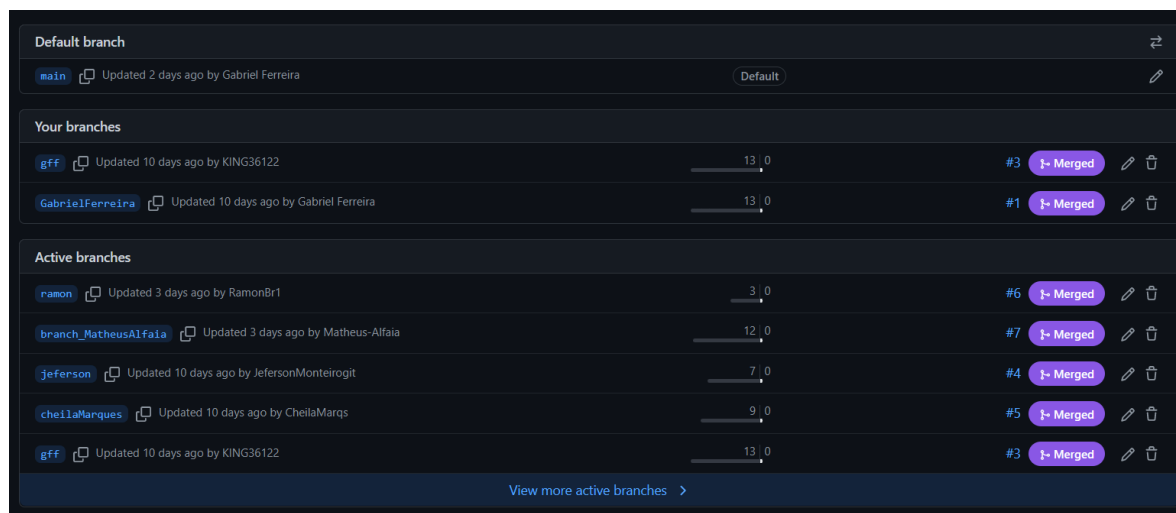 Default branch
main Updated 2 days ago by Gabriel Ferreira Default
Your branches
gff Updated 10 days ago by KING36122 13 | 0 #3 Merged
GabrielFerreira Updated 10 days ago by Gabriel Ferreira 13 | 0 #1 Merged
Active branches
ramon Updated 3 days ago by RamonBr1 3 | 0 #6 Merged
branch_MatheusAlfaia Updated 3 days ago by Matheus-Alfaia 12 | 0 #7 Merged
jeferson Updated 10 days ago by JefersonMonteirogit 7 | 0 #4 Merged
cheilaMarques Updated 10 days ago by CheilaMarqs 9 | 0 #5 Merged
gff Updated 10 days ago by KING36122 13 | 0 #3 Merged
View more active branches